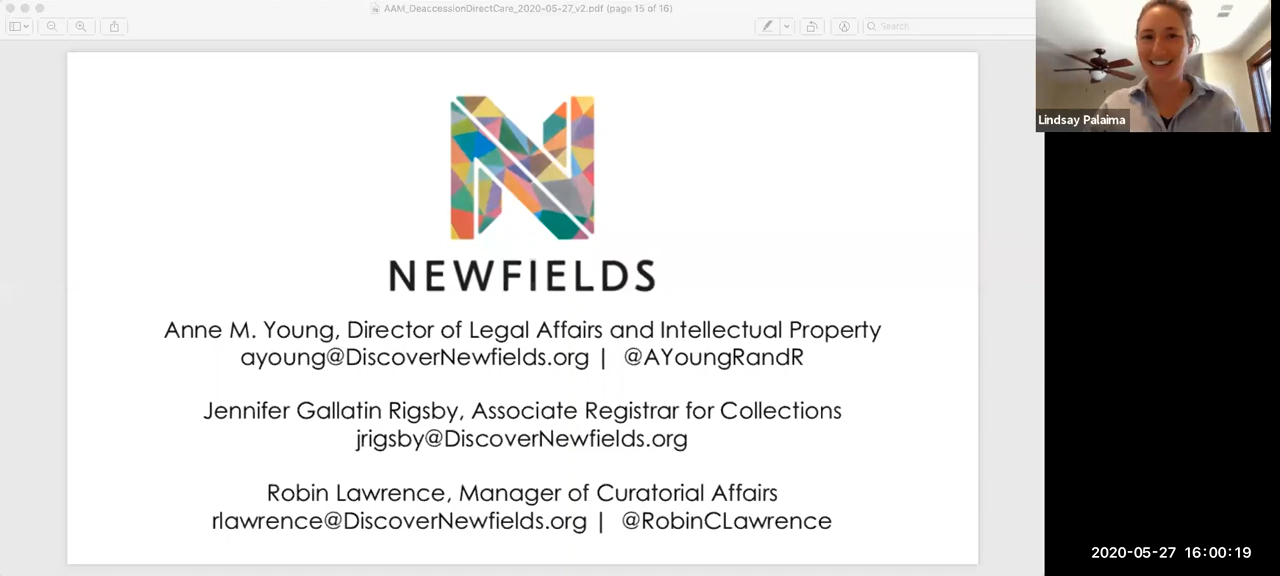 AAM_DeaccessionDirectCare_2020-05-27_v2.pdf (page 15 of 16)
Search
Lindsay Palaima
NEWFIELDS
Anne M. Young, Director of Legal Affairs and Intellectual Property
ayoung@DiscoverNewfields.org | @AYoungRandR
Jennifer Gallatin Rigsby, Associate Registrar for Collections
jrigsby@DiscoverNewfields.org
Robin Lawrence, Manager of Curatorial Affairs
rlawrence@DiscoverNewfields.org | @RobinCLawrence
2020-05-27 16:00:19